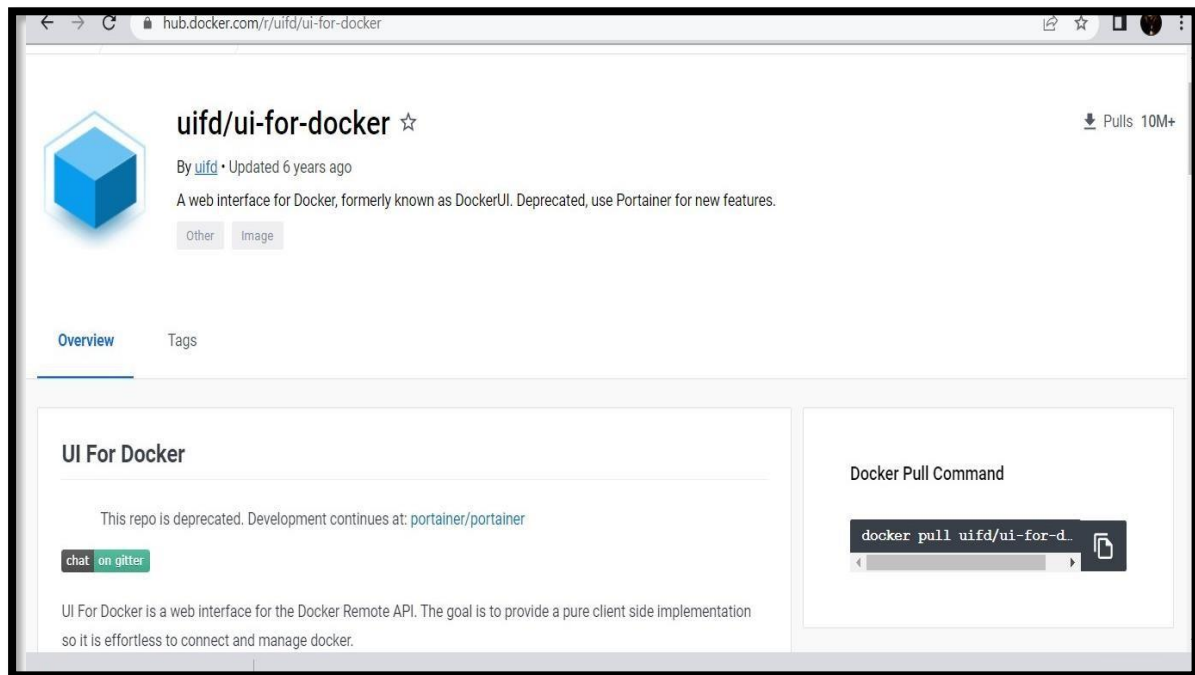 hub.docker.com/r/uifd/ui-for-docker
uifd/ui-for-docker
Pulls 10M+
By uifd • Updated 6 years ago
A web interface for Docker, formerly known as DockerUI. Deprecated, use Portainer for new features.
Other Image
Overview Tags
UI For Docker
This repo is deprecated. Development continues at: portainer/portainer
chat on gitter
UI For Docker is a web interface for the Docker Remote API. The goal is to provide a pure client side implementation
so it is effortless to connect and manage docker.
Docker Pull Command
docker pull uifd/ui-for-d…